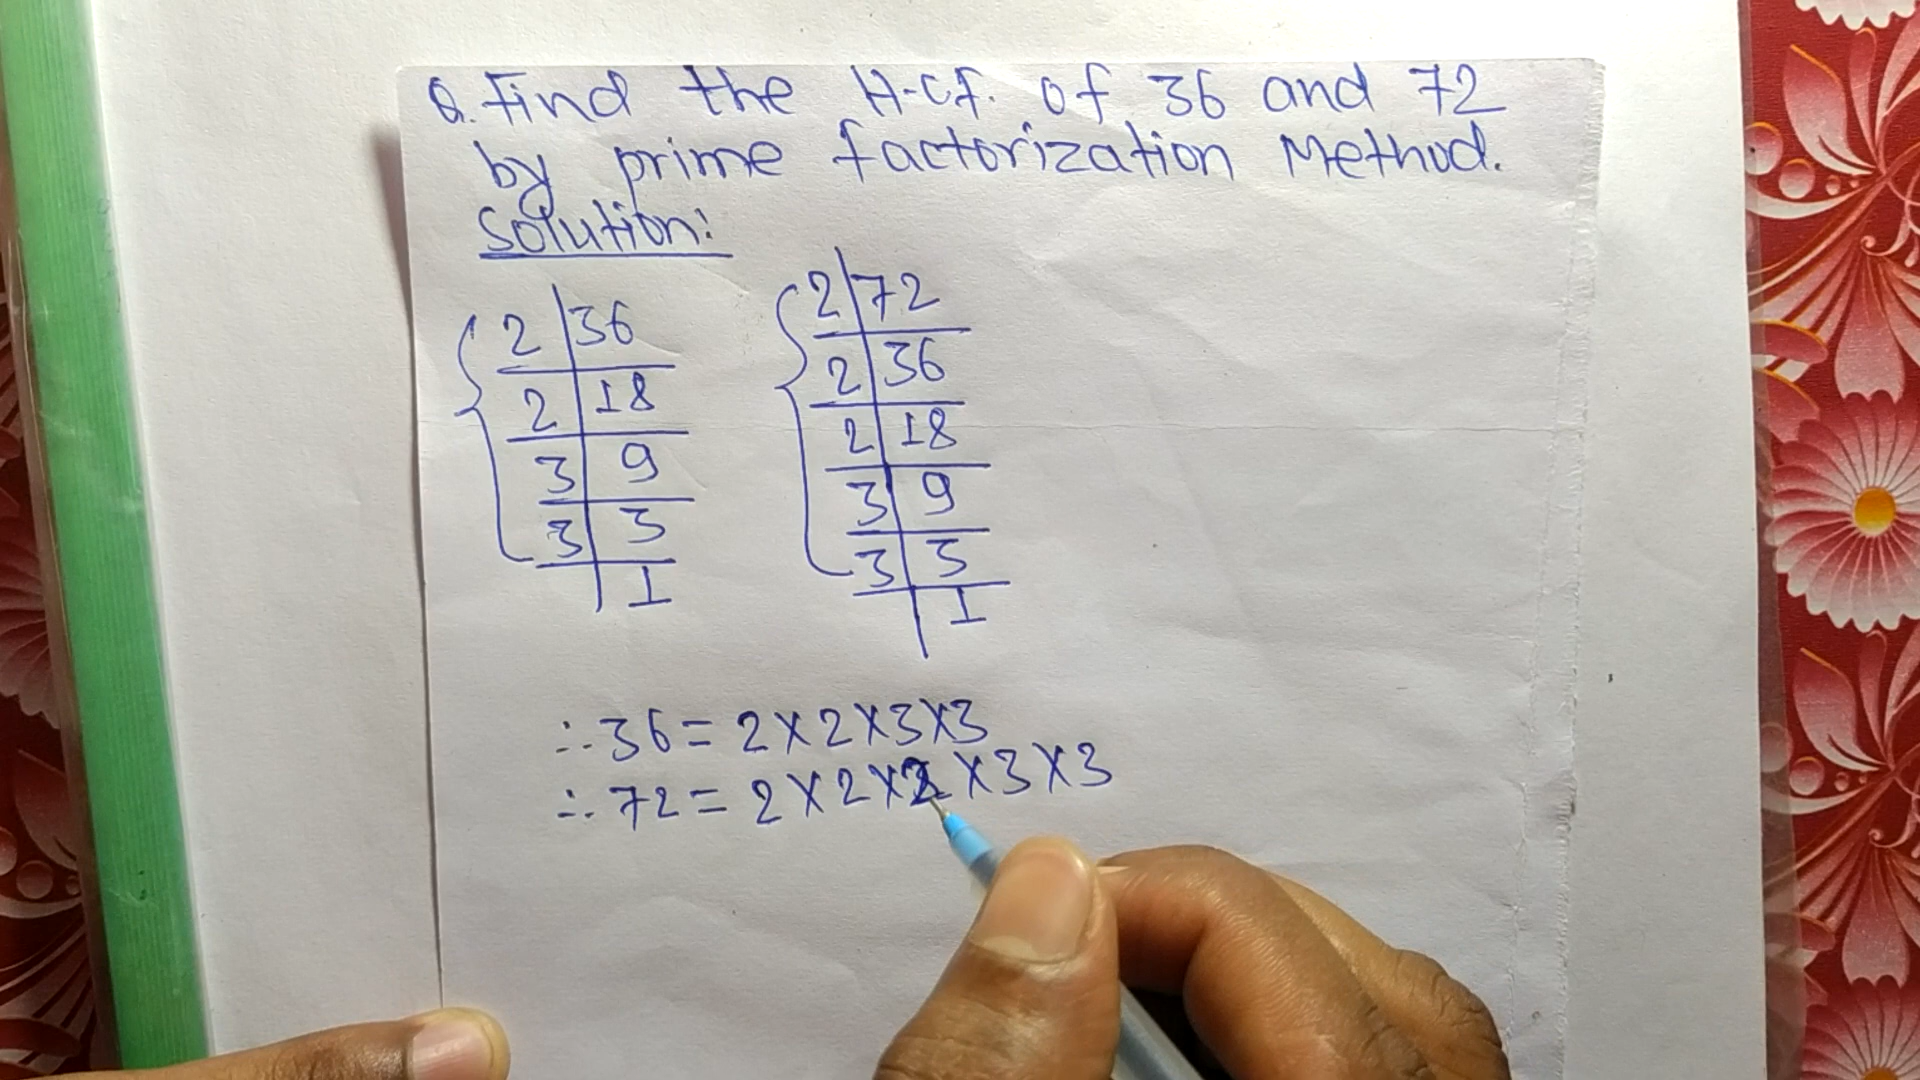 Q. Find the H.C.F. of 36 and 72
by prime factorization Method.
Solution:
2 36
2 18
3 9
3 3
1
2 72
2 36
2 18
3 9
3 3
1
∴ 36 = 2×2×3×3
∴ 72 = 2×2×2×3×3